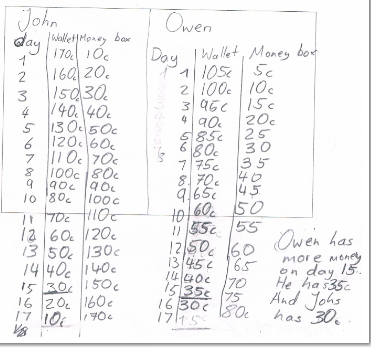 John
day Wallet Money box
1 170c 10c
2 160c 20c
3 150c 30c
4 140c 40c
5 130c 50c
6 120c 60c
7 110c 70c
8 100c 80c
9 90c 90c
10 80c 100c
11 70c 110c
12 60c 120c
13 50c 130c
14 40c 140c
15 30c 150c
16 20c 160c
17 10c 170c
18
Owen
Day Wallet Money box
1 105c 5c
2 100c 10c
3 95c 15c
4 90c 20c
5 85c 25
6 80c 30
7 75c 35
8. 70c 40
9. 65c 45
10 60c 50
11 55c 55
12 50c 60
13 45c 65
14 40c 70
15 35c 75
16 30c 80c
17
Owen has
more money
on day 15.
He has 35c
And Johs
has 30c.